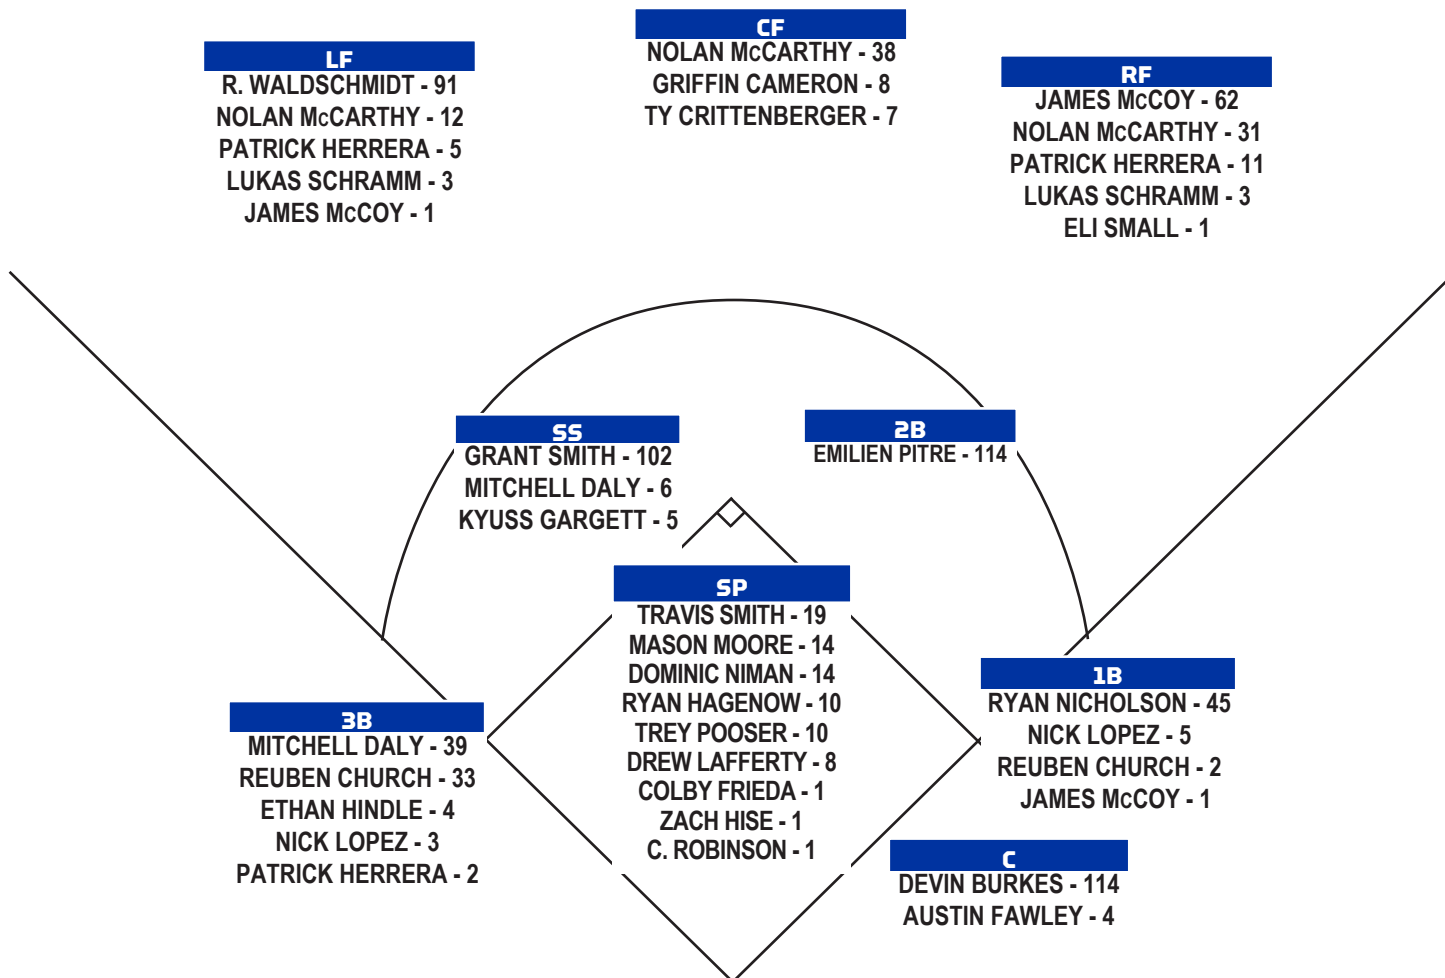 LF
R. WALDSCHMIDT - 91
NOLAN McCARTHY - 12
PATRICK HERRERA - 5
LUKAS SCHRAMM - 3
JAMES McCOY - 1
CF
NOLAN McCARTHY - 38
GRIFFIN CAMERON - 8
TY CRITTENBERGER - 7
RF
JAMES McCOY - 62
NOLAN McCARTHY - 31
PATRICK HERRERA - 11
LUKAS SCHRAMM - 3
ELI SMALL - 1
SS
GRANT SMITH - 102
MITCHELL DALY - 6
KYUSS GARGETT - 5
2B
EMILIEN PITRE - 114
SP
TRAVIS SMITH - 19
MASON MOORE - 14
DOMINIC NIMAN - 14
RYAN HAGENOW - 10
TREY POOSER - 10
DREW LAFFERTY - 8
COLBY FRIEDA - 1
ZACH HISE - 1
C. ROBINSON - 1
3B
MITCHELL DALY - 39
REUBEN CHURCH - 33
ETHAN HINDLE - 4
NICK LOPEZ - 3
PATRICK HERRERA - 2
1B
RYAN NICHOLSON - 45
NICK LOPEZ - 5
REUBEN CHURCH - 2
JAMES McCOY - 1
C
DEVIN BURKES - 114
AUSTIN FAWLEY - 4